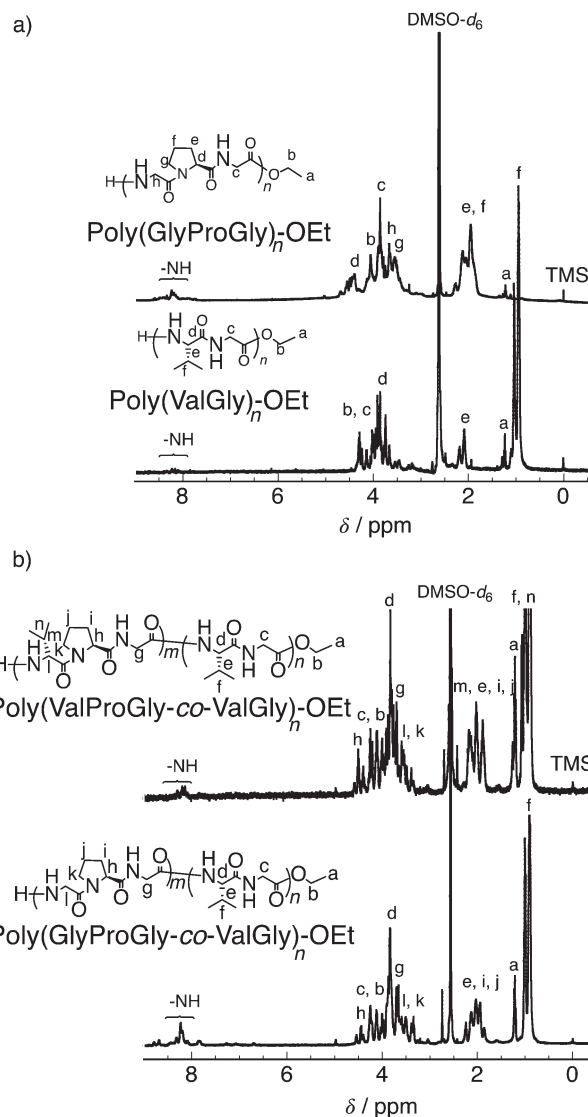 a)
DMSO-d6
f
e
g
d
H
N
h
O
N
O
H
N
c
O
n
O
b
a
Poly(GlyProGly)n-OEt
-NH
d
b
c
h
g
e, f
a
f
TMS
H
N
H
d
O
e
f
N
H
c
O
n
O
b
a
Poly(ValGly)n-OEt
-NH
b, c
d
e
a
8
6
4
2
0
δ / ppm
b)
DMSO-d6
n
m
j
i
k
h
H
N
H
l
O
N
O
H
N
g
O
m
H
N
d
O
e
f
N
H
c
O
n
O
b
a
Poly(ValProGly-co-ValGly)n-OEt
-NH
h
c, b
d
g
l, k
m, e, i, j
a
f, n
TMS
j
i
k
h
H
H
N
l
O
N
O
H
N
g
O
m
H
N
d
O
e
f
N
H
c
O
n
O
b
a
Poly(GlyProGly-co-ValGly)n-OEt
-NH
h
c, b
d
g
l, k
e, i, j
a
f
8
6
4
2
0
δ / ppm